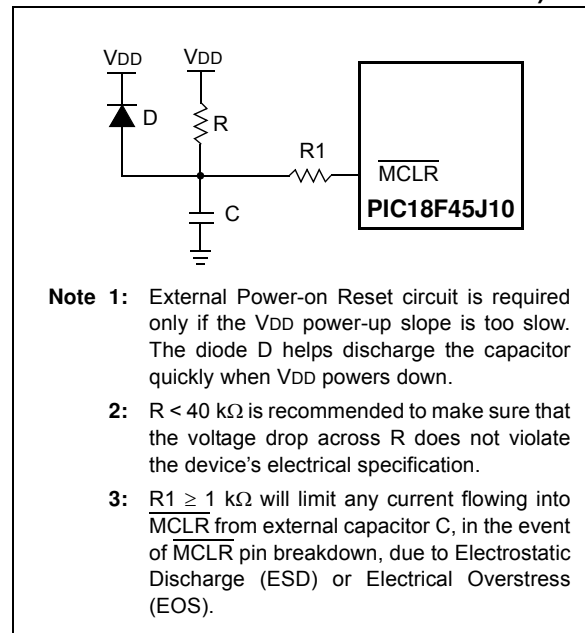 VDD VDD
D
R
R1
C
MCLR
PIC18F45J10
Note 1: External Power-on Reset circuit is required
only if the VDD power-up slope is too slow.
The diode D helps discharge the capacitor
quickly when VDD powers down.
2: R < 40 kΩ is recommended to make sure that
the voltage drop across R does not violate
the device's electrical specification.
3: R1 ≥ 1 kΩ will limit any current flowing into
MCLR from external capacitor C, in the event
of MCLR pin breakdown, due to Electrostatic
Discharge (ESD) or Electrical Overstress
(EOS).